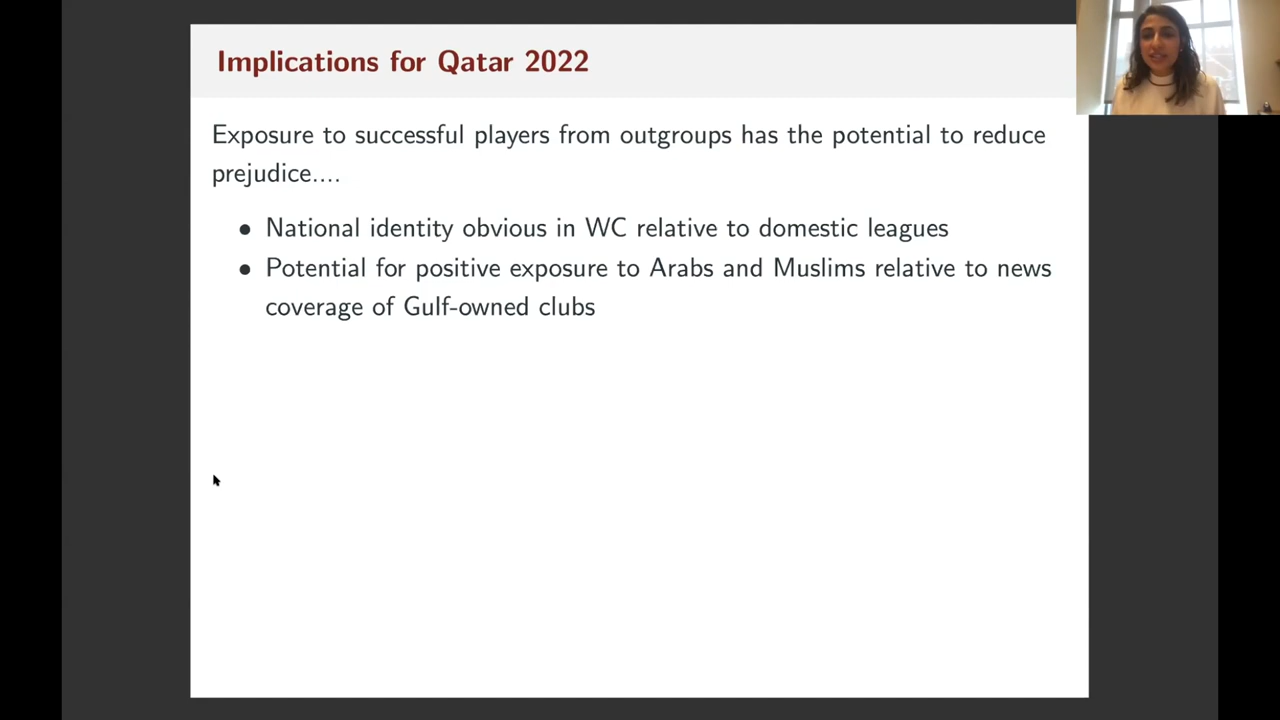 Implications for Qatar 2022
Exposure to successful players from outgroups has the potential to reduce
prejudice....
• National identity obvious in WC relative to domestic leagues
• Potential for positive exposure to Arabs and Muslims relative to news
coverage of Gulf-owned clubs